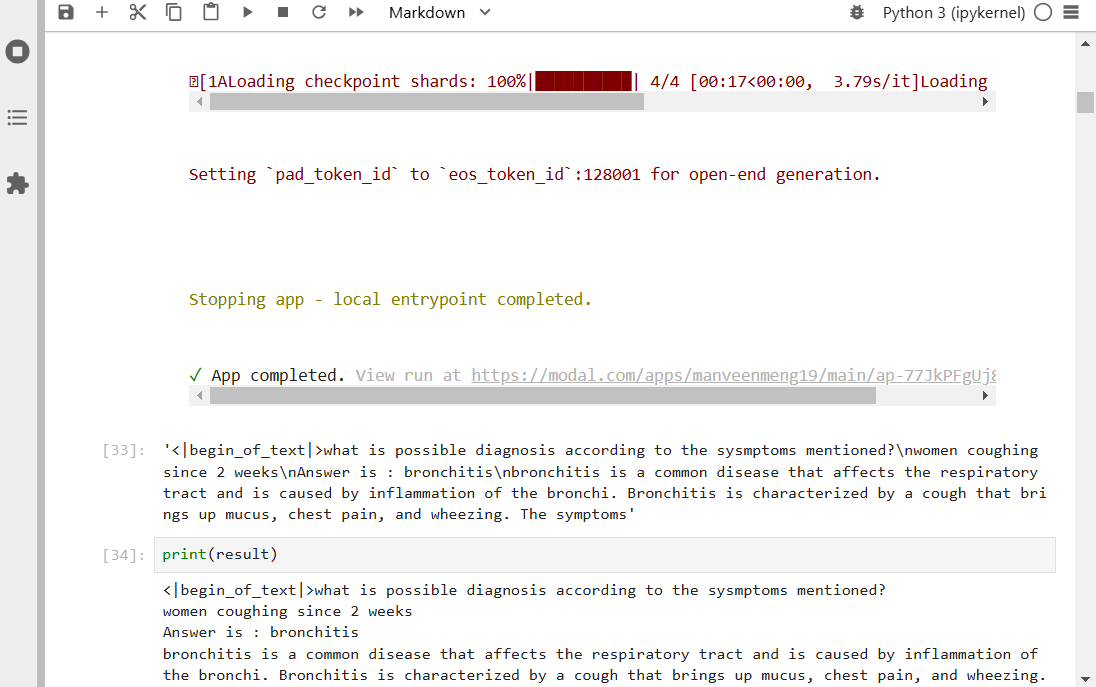 Markdown
Python 3 (ipykernel)
[1ALoading checkpoint shards: 100%|██████████| 4/4 [00:17<00:00,  3.79s/it]Loading
Setting `pad_token_id` to `eos_token_id`:128001 for open-end generation.
Stopping app - local entrypoint completed.
✓ App completed. View run at https://modal.com/apps/manveenmeng19/main/ap-77JkPFgUj8
[33]: '<|begin_of_text|>what is possible diagnosis according to the sysmptoms mentioned?\nwomen coughing
since 2 weeks\nAnswer is : bronchitis\nbronchitis is a common disease that affects the respiratory
tract and is caused by inflammation of the bronchi. Bronchitis is characterized by a cough that bri
ngs up mucus, chest pain, and wheezing. The symptoms'
[34]: print(result)
<|begin_of_text|>what is possible diagnosis according to the sysmptoms mentioned?
women coughing since 2 weeks
Answer is : bronchitis
bronchitis is a common disease that affects the respiratory tract and is caused by inflammation of
the bronchi. Bronchitis is characterized by a cough that brings up mucus, chest pain, and wheezing.